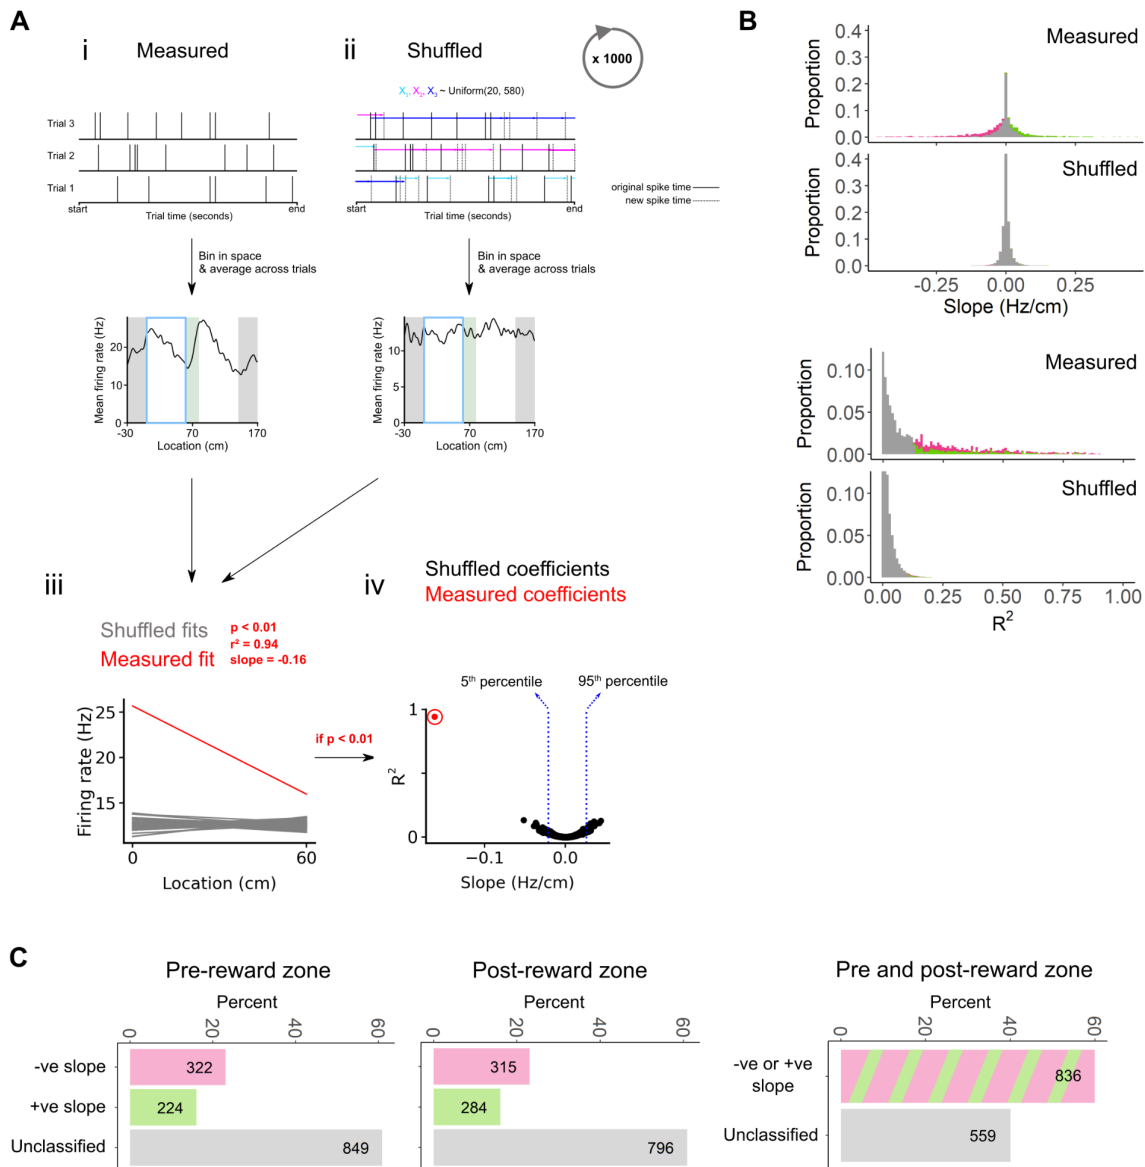 A
i Measured
ii Shuffled
x 1000
X1, X2, X3 ~ Uniform(20, 580)
Trial 3
Trial 2
Trial 1
start
Trial time (seconds)
end
start
Trial time (seconds)
end
original spike time
new spike time
Bin in space
& average across trials
Bin in space
& average across trials
Mean firing rate (Hz)
20
10
0
-30 70 170
Location (cm)
Mean firing rate (Hz)
10
5
0
-30 70 170
Location (cm)
iii
Shuffled fits
Measured fit
p < 0.01
r² = 0.94
slope = -0.16
Firing rate (Hz)
25
20
15
0 60
Location (cm)
if p < 0.01
iv
Shuffled coefficients
Measured coefficients
5th percentile
95th percentile
R²
1
0
−0.1 0.0
Slope (Hz/cm)
B
Measured
Proportion
0.4
0.3
0.2
0.1
0.0
Shuffled
Proportion
0.4
0.3
0.2
0.1
0.0
-0.25 0.00 0.25
Slope (Hz/cm)
Measured
Proportion
0.10
0.05
0.00
Shuffled
Proportion
0.10
0.05
0.00
0.00 0.25 0.50 0.75 1.00
R²
C
Pre-reward zone
Percent
0 20 40 60
-ve slope 322
+ve slope 224
Unclassified 849
Post-reward zone
Percent
0 20 40 60
315
284
796
Pre and post-reward zone
Percent
0 20 40 60
-ve or +ve
slope
836
Unclassified 559